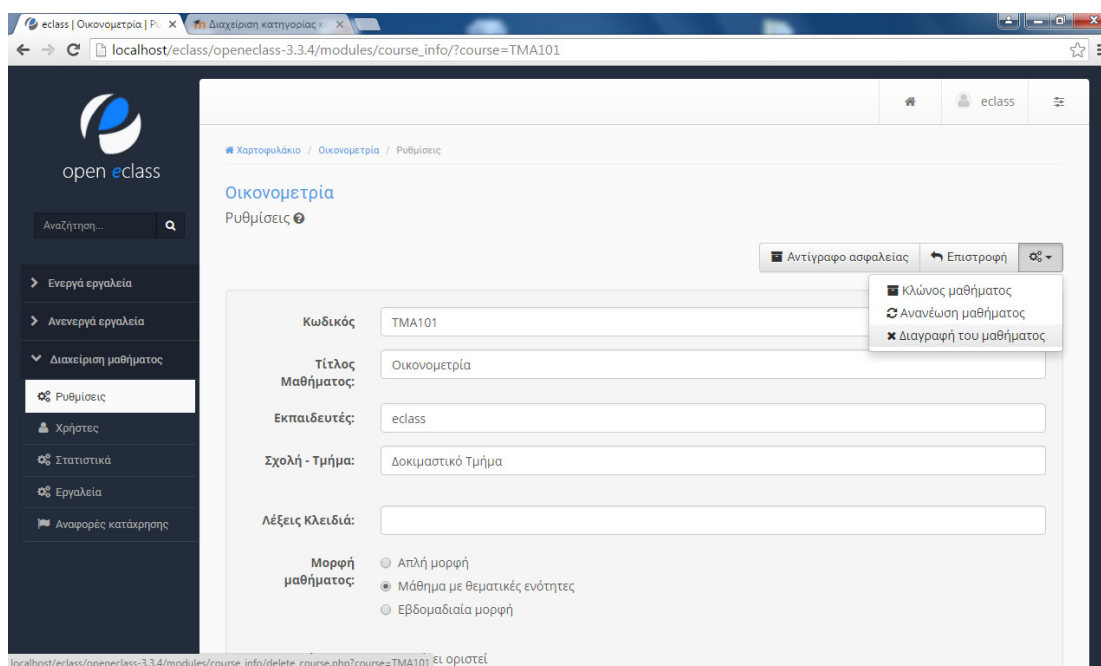 eclass | Οικονομετρία | Ρυ
Διαχείριση κατηγορίας κ
localhost/eclass/openeclass-3.3.4/modules/course_info/?course=TMA101
open eclass
eclass
Χαρτοφυλάκιο / Οικονομετρία / Ρυθμίσεις
Οικονομετρία
Ρυθμίσεις
Αναζήτηση...
Αντίγραφο ασφαλείας
Επιστροφή
Κλώνος μαθήματος
Ανανέωση μαθήματος
Διαγραφή του μαθήματος
Ενεργά εργαλεία
Ανενεργά εργαλεία
Διαχείριση μαθήματος
Ρυθμίσεις
Χρήστες
Στατιστικά
Εργαλεία
Αναφορές κατάχρησης
Κωδικός
TMA101
Τίτλος
Μαθήματος:
Οικονομετρία
Εκπαιδευτές:
eclass
Σχολή - Τμήμα:
Δοκιμαστικό Τμήμα
Λέξεις Κλειδιά:
Μορφή
μαθήματος:
Απλή μορφή
Μάθημα με θεματικές ενότητες
Εβδομαδιαία μορφή
ει οριστεί
localhost/eclass/openeclass-3.3.4/modules/course_info/delete_course.php?course=TMA101